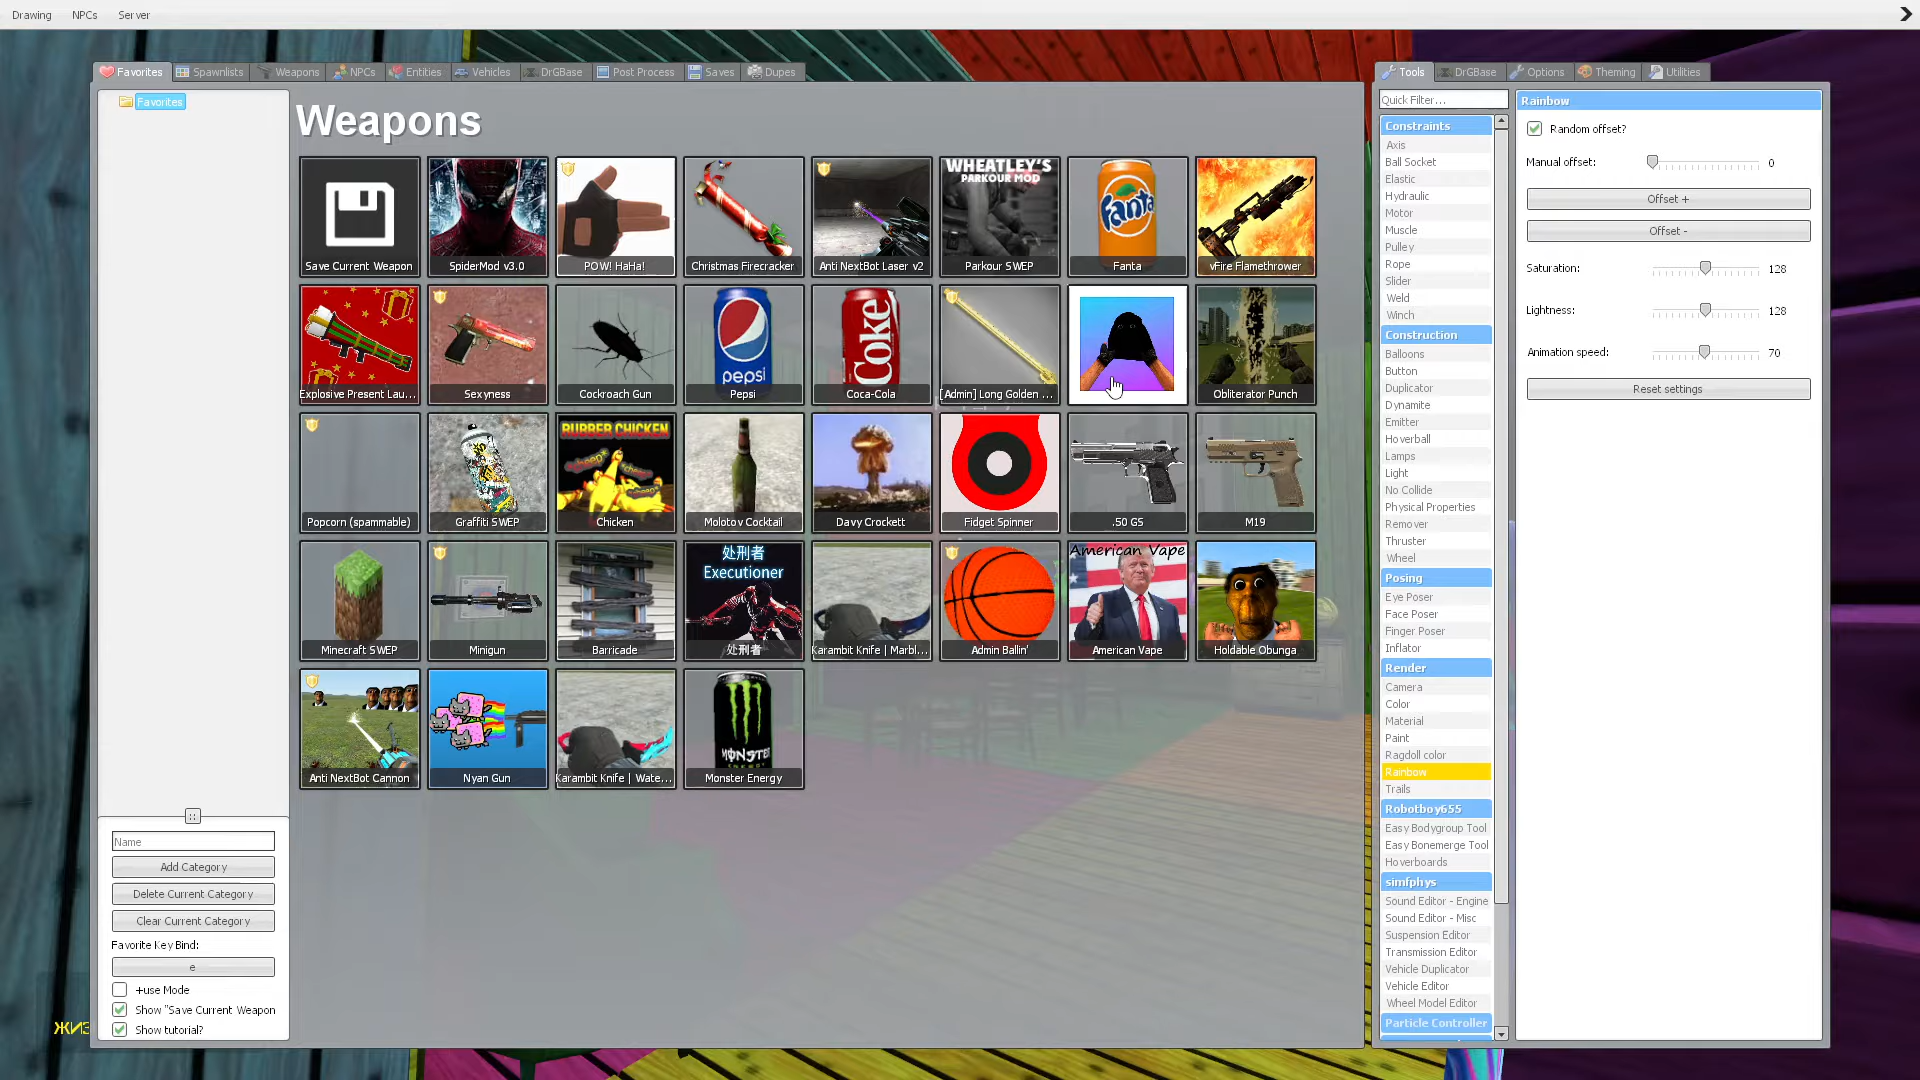 Drawing NPCs Server
Favorites Spawnlists Weapons NPCs Entities Vehicles DrGBase Post Process Saves Dupes
Favorites
Weapons
Save Current Weapon
SpiderMod v3.0
POW! HaHa!
Christmas Firecracker
Anti NextBot Laser v2
WHEATLEY'S
PARKOUR MOD
Parkour SWEP
Fanta
Fanta
vFire Flamethrower
Explosive Present Lau...
Sexyness
Cockroach Gun
pepsi
Pepsi
Coke
Coca-Cola
[Admin] Long Golden ...
Obliterator Punch
Popcorn (spammable)
Graffiti SWEP
RUBBER CHICKEN
Chicken
Molotov Cocktail
Davy Crockett
Fidget Spinner
.50 GS
M19
Minecraft SWEP
Minigun
Barricade
处刑者
Executioner
处刑者
Karambit Knife | Marbl...
Admin Ballin'
American Vape
American Vape
Holdable Obunga
Anti NextBot Cannon
Nyan Gun
Karambit Knife | Wate...
MONSTER
Monster Energy
Name
Add Category
Delete Current Category
Clear Current Category
Favorite Key Bind:
e
+use Mode
Show "Save Current Weapon
Show tutorial?
ЖИЗ
Tools DrGBase Options Theming Utilities
Quick Filter...
Constraints
Axis
Ball Socket
Elastic
Hydraulic
Motor
Muscle
Pulley
Rope
Slider
Weld
Winch
Construction
Balloons
Button
Duplicator
Dynamite
Emitter
Hoverball
Lamps
Light
No Collide
Physical Properties
Remover
Thruster
Wheel
Posing
Eye Poser
Face Poser
Finger Poser
Inflator
Render
Camera
Color
Material
Paint
Ragdoll color
Rainbow
Trails
Robotboy655
Easy Bodygroup Tool
Easy Bonemerge Tool
Hoverboards
simfphys
Sound Editor - Engine
Sound Editor - Misc
Suspension Editor
Transmission Editor
Vehicle Duplicator
Vehicle Editor
Wheel Model Editor
Particle Controller
Rainbow
Random offset?
Manual offset: 0
Offset +
Offset -
Saturation: 128
Lightness: 128
Animation speed: 70
Reset settings